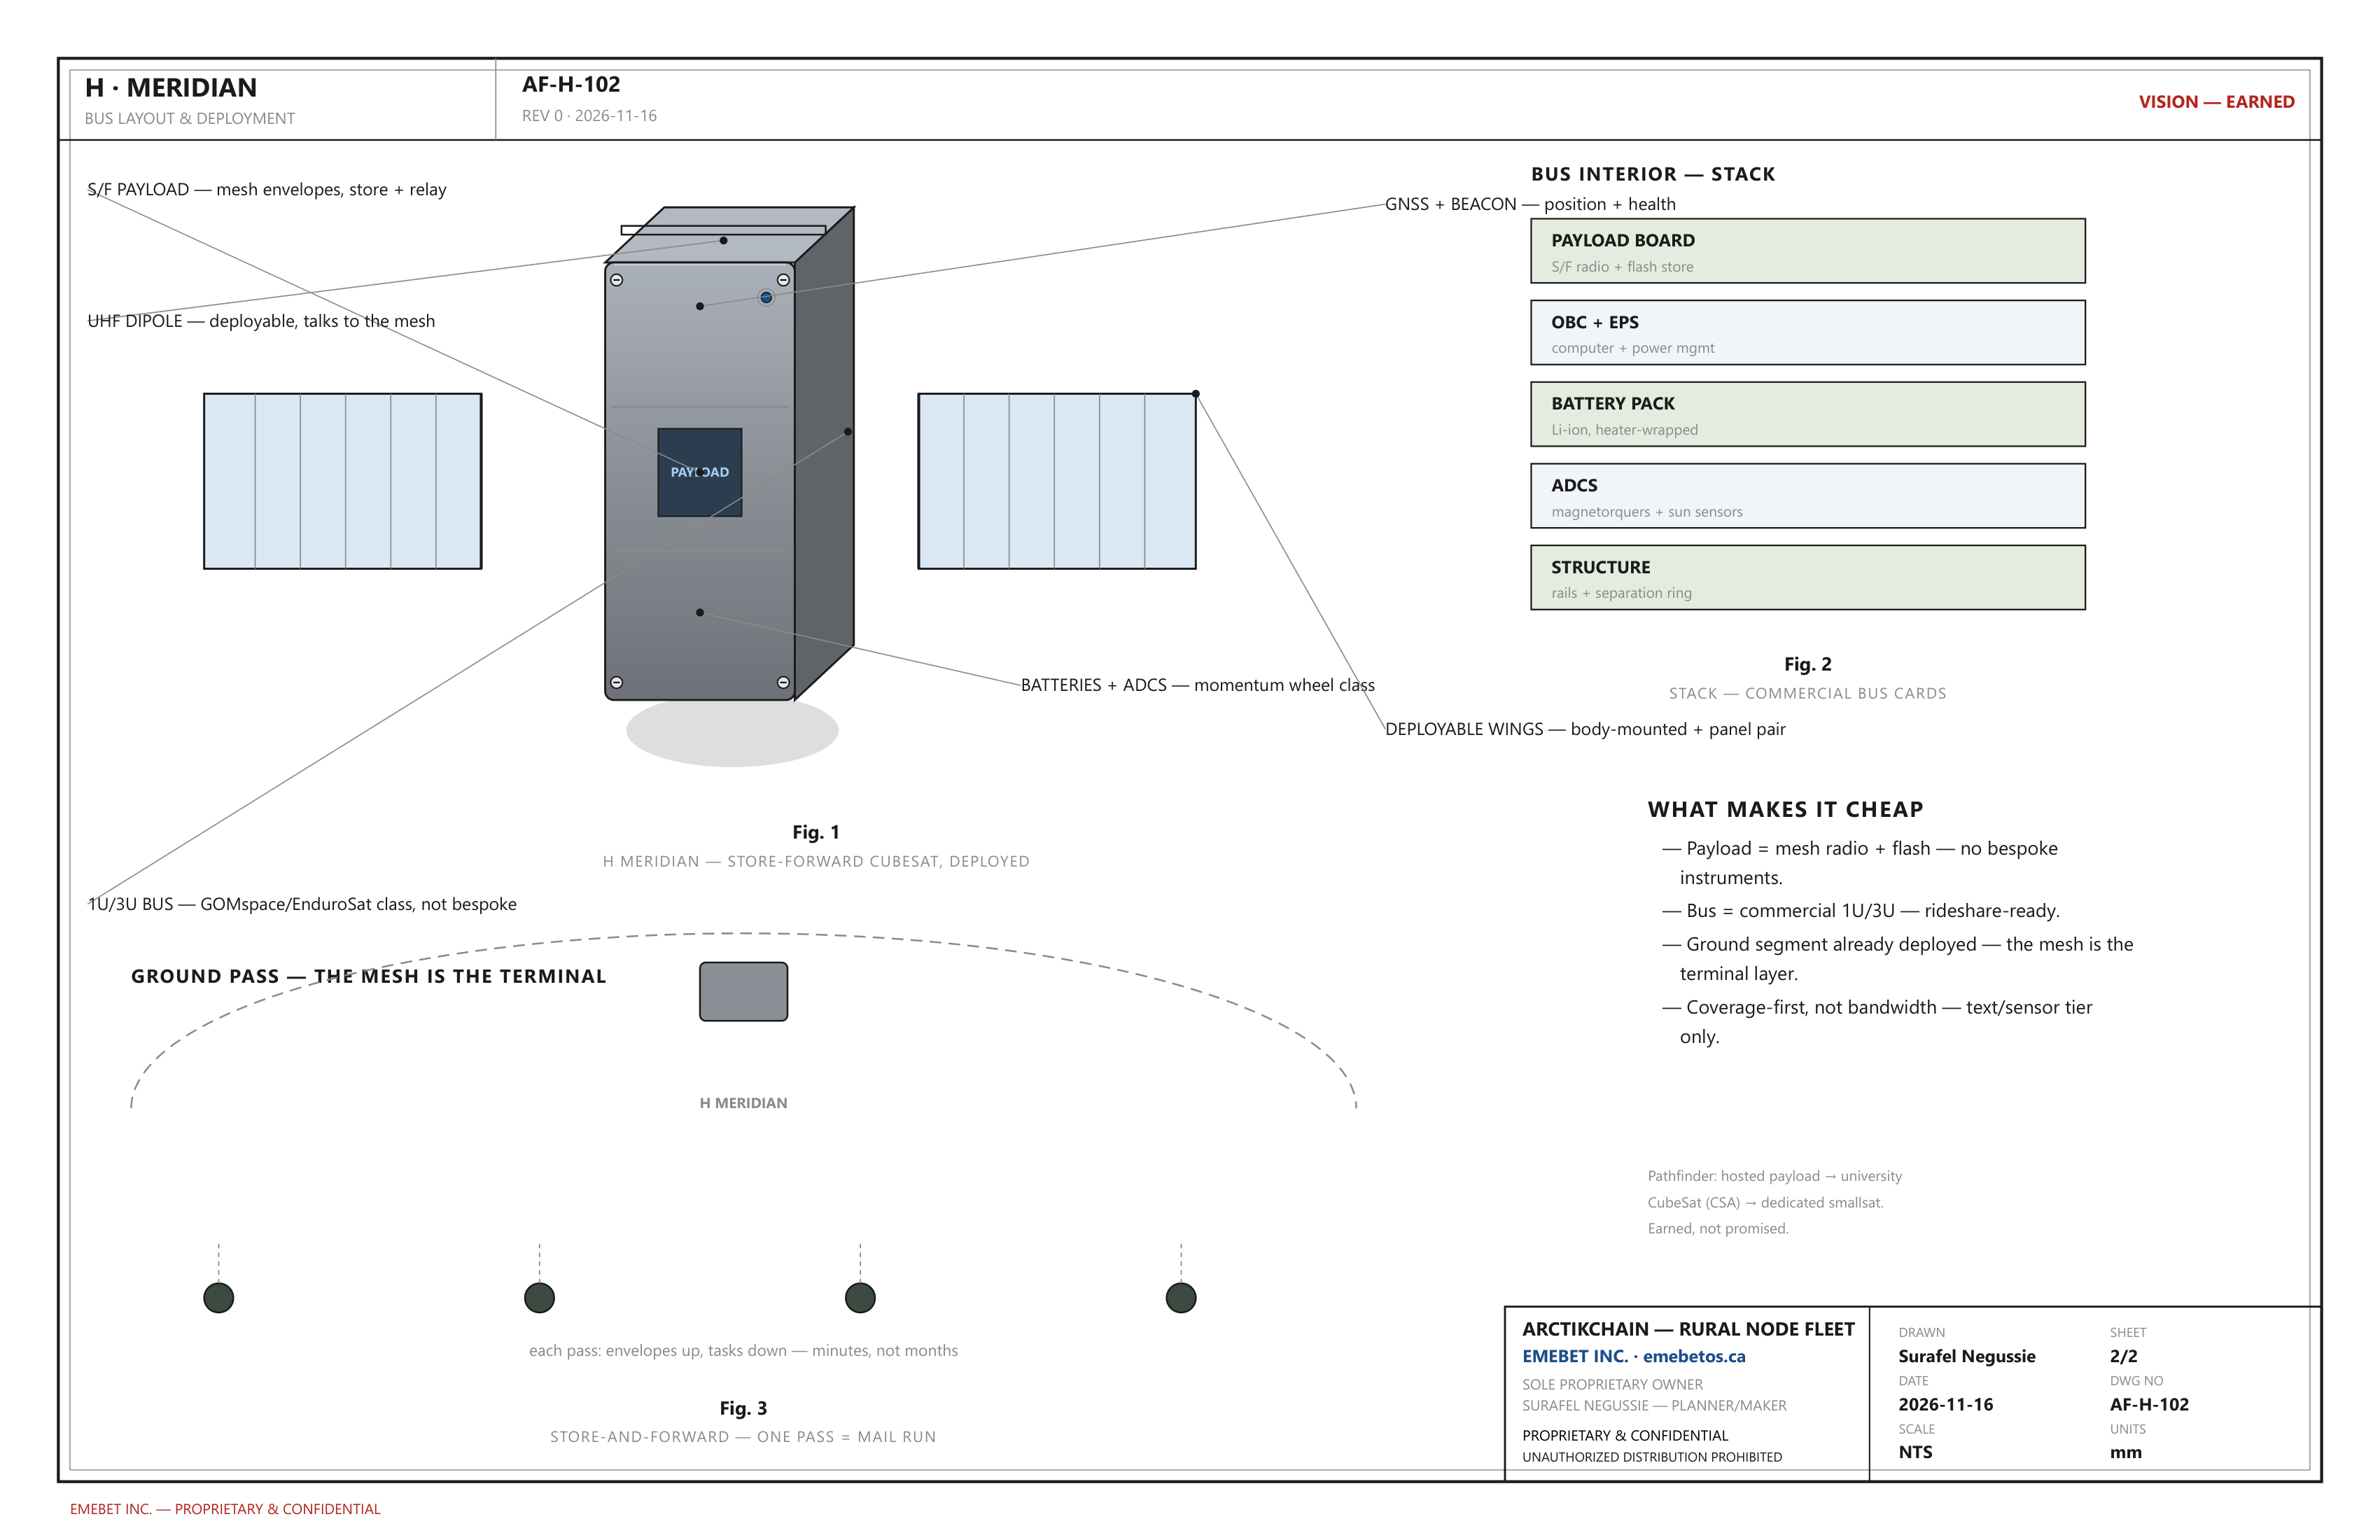 H · MERIDIAN
BUS LAYOUT & DEPLOYMENT
AF-H-102
REV 0 · 2026-11-16
VISION — EARNED
S/F PAYLOAD — mesh envelopes, store + relay
UHF DIPOLE — deployable, talks to the mesh
PAYLOAD
GNSS + BEACON — position + health
BATTERIES + ADCS — momentum wheel class
DEPLOYABLE WINGS — body-mounted + panel pair
1U/3U BUS — GOMspace/EnduroSat class, not bespoke
Fig. 1
H MERIDIAN — STORE-FORWARD CUBESAT, DEPLOYED
BUS INTERIOR — STACK
PAYLOAD BOARD
S/F radio + flash store
OBC + EPS
computer + power mgmt
BATTERY PACK
Li-ion, heater-wrapped
ADCS
magnetorquers + sun sensors
STRUCTURE
rails + separation ring
Fig. 2
STACK — COMMERCIAL BUS CARDS
WHAT MAKES IT CHEAP
— Payload = mesh radio + flash — no bespoke
instruments.
— Bus = commercial 1U/3U — rideshare-ready.
— Ground segment already deployed — the mesh is the
terminal layer.
— Coverage-first, not bandwidth — text/sensor tier
only.
Pathfinder: hosted payload → university
CubeSat (CSA) → dedicated smallsat.
Earned, not promised.
GROUND PASS — THE MESH IS THE TERMINAL
H MERIDIAN
each pass: envelopes up, tasks down — minutes, not months
Fig. 3
STORE-AND-FORWARD — ONE PASS = MAIL RUN
ARCTIKCHAIN — RURAL NODE FLEET
EMEBET INC. · emebetos.ca
SOLE PROPRIETARY OWNER
SURAFEL NEGUSSIE — PLANNER/MAKER
PROPRIETARY & CONFIDENTIAL
UNAUTHORIZED DISTRIBUTION PROHIBITED
DRAWN
Surafel Negussie
DATE
2026-11-16
SCALE
NTS
SHEET
2/2
DWG NO
AF-H-102
UNITS
mm
EMEBET INC. — PROPRIETARY & CONFIDENTIAL